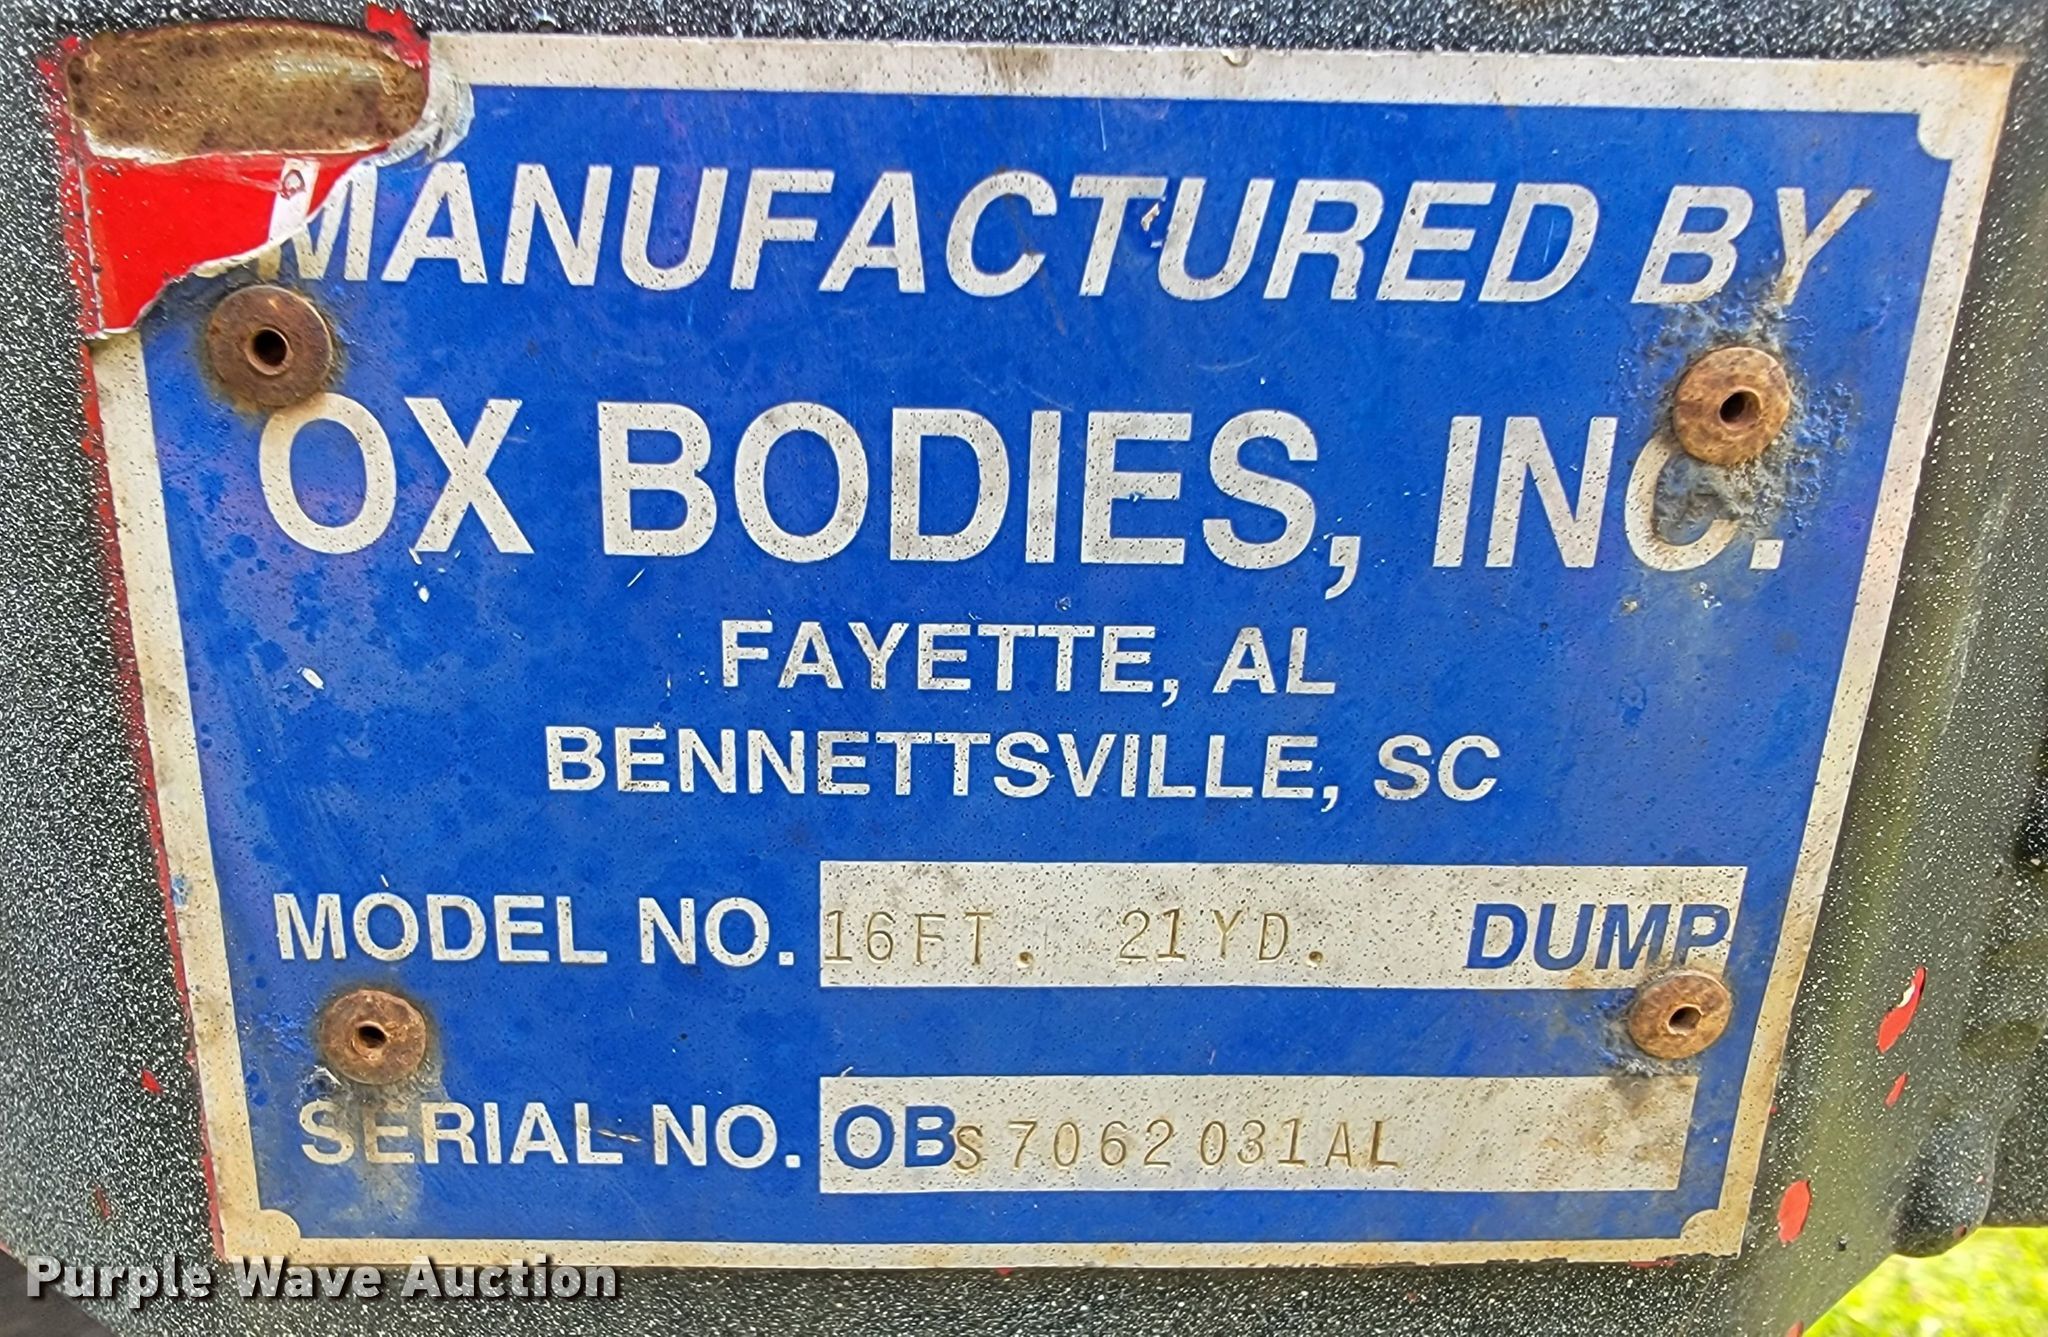 MANUFACTURED BY
OX BODIES, INC.
FAYETTE, AL
BENNETTSVILLE, SC
MODEL NO. 16FT. 21YD. DUMP
SERIAL NO. OBS7062031AL
Purple Wave Auction